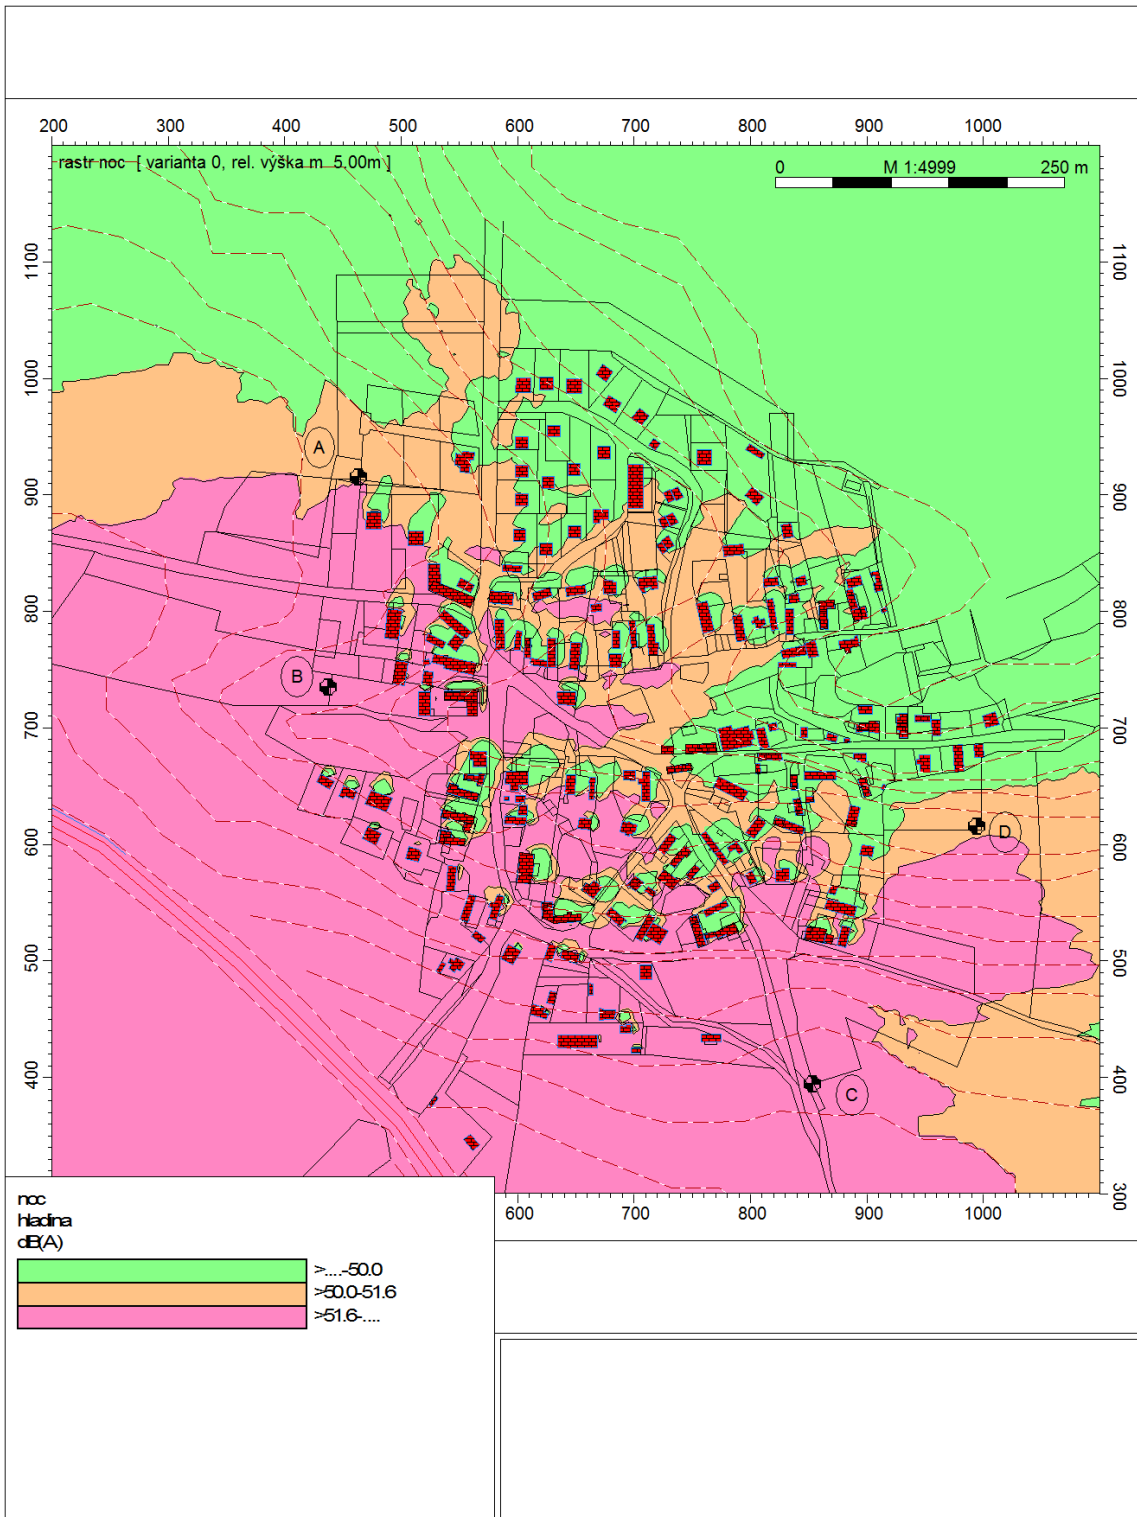 200 300 400 500 600 700 800 900 1000
rastr noc [ varianta 0, rel. výška m 5,00m ]
0 M 1:4999 250 m
1100 1100
1000 1000
A
900 900
800 800
B
700 700
600 600
D
500 500
400 400
C
300
600 700 800 900 1000
noc
hladina
dB(A)
>....-50.0
>50.0-51.6
>51.6-....